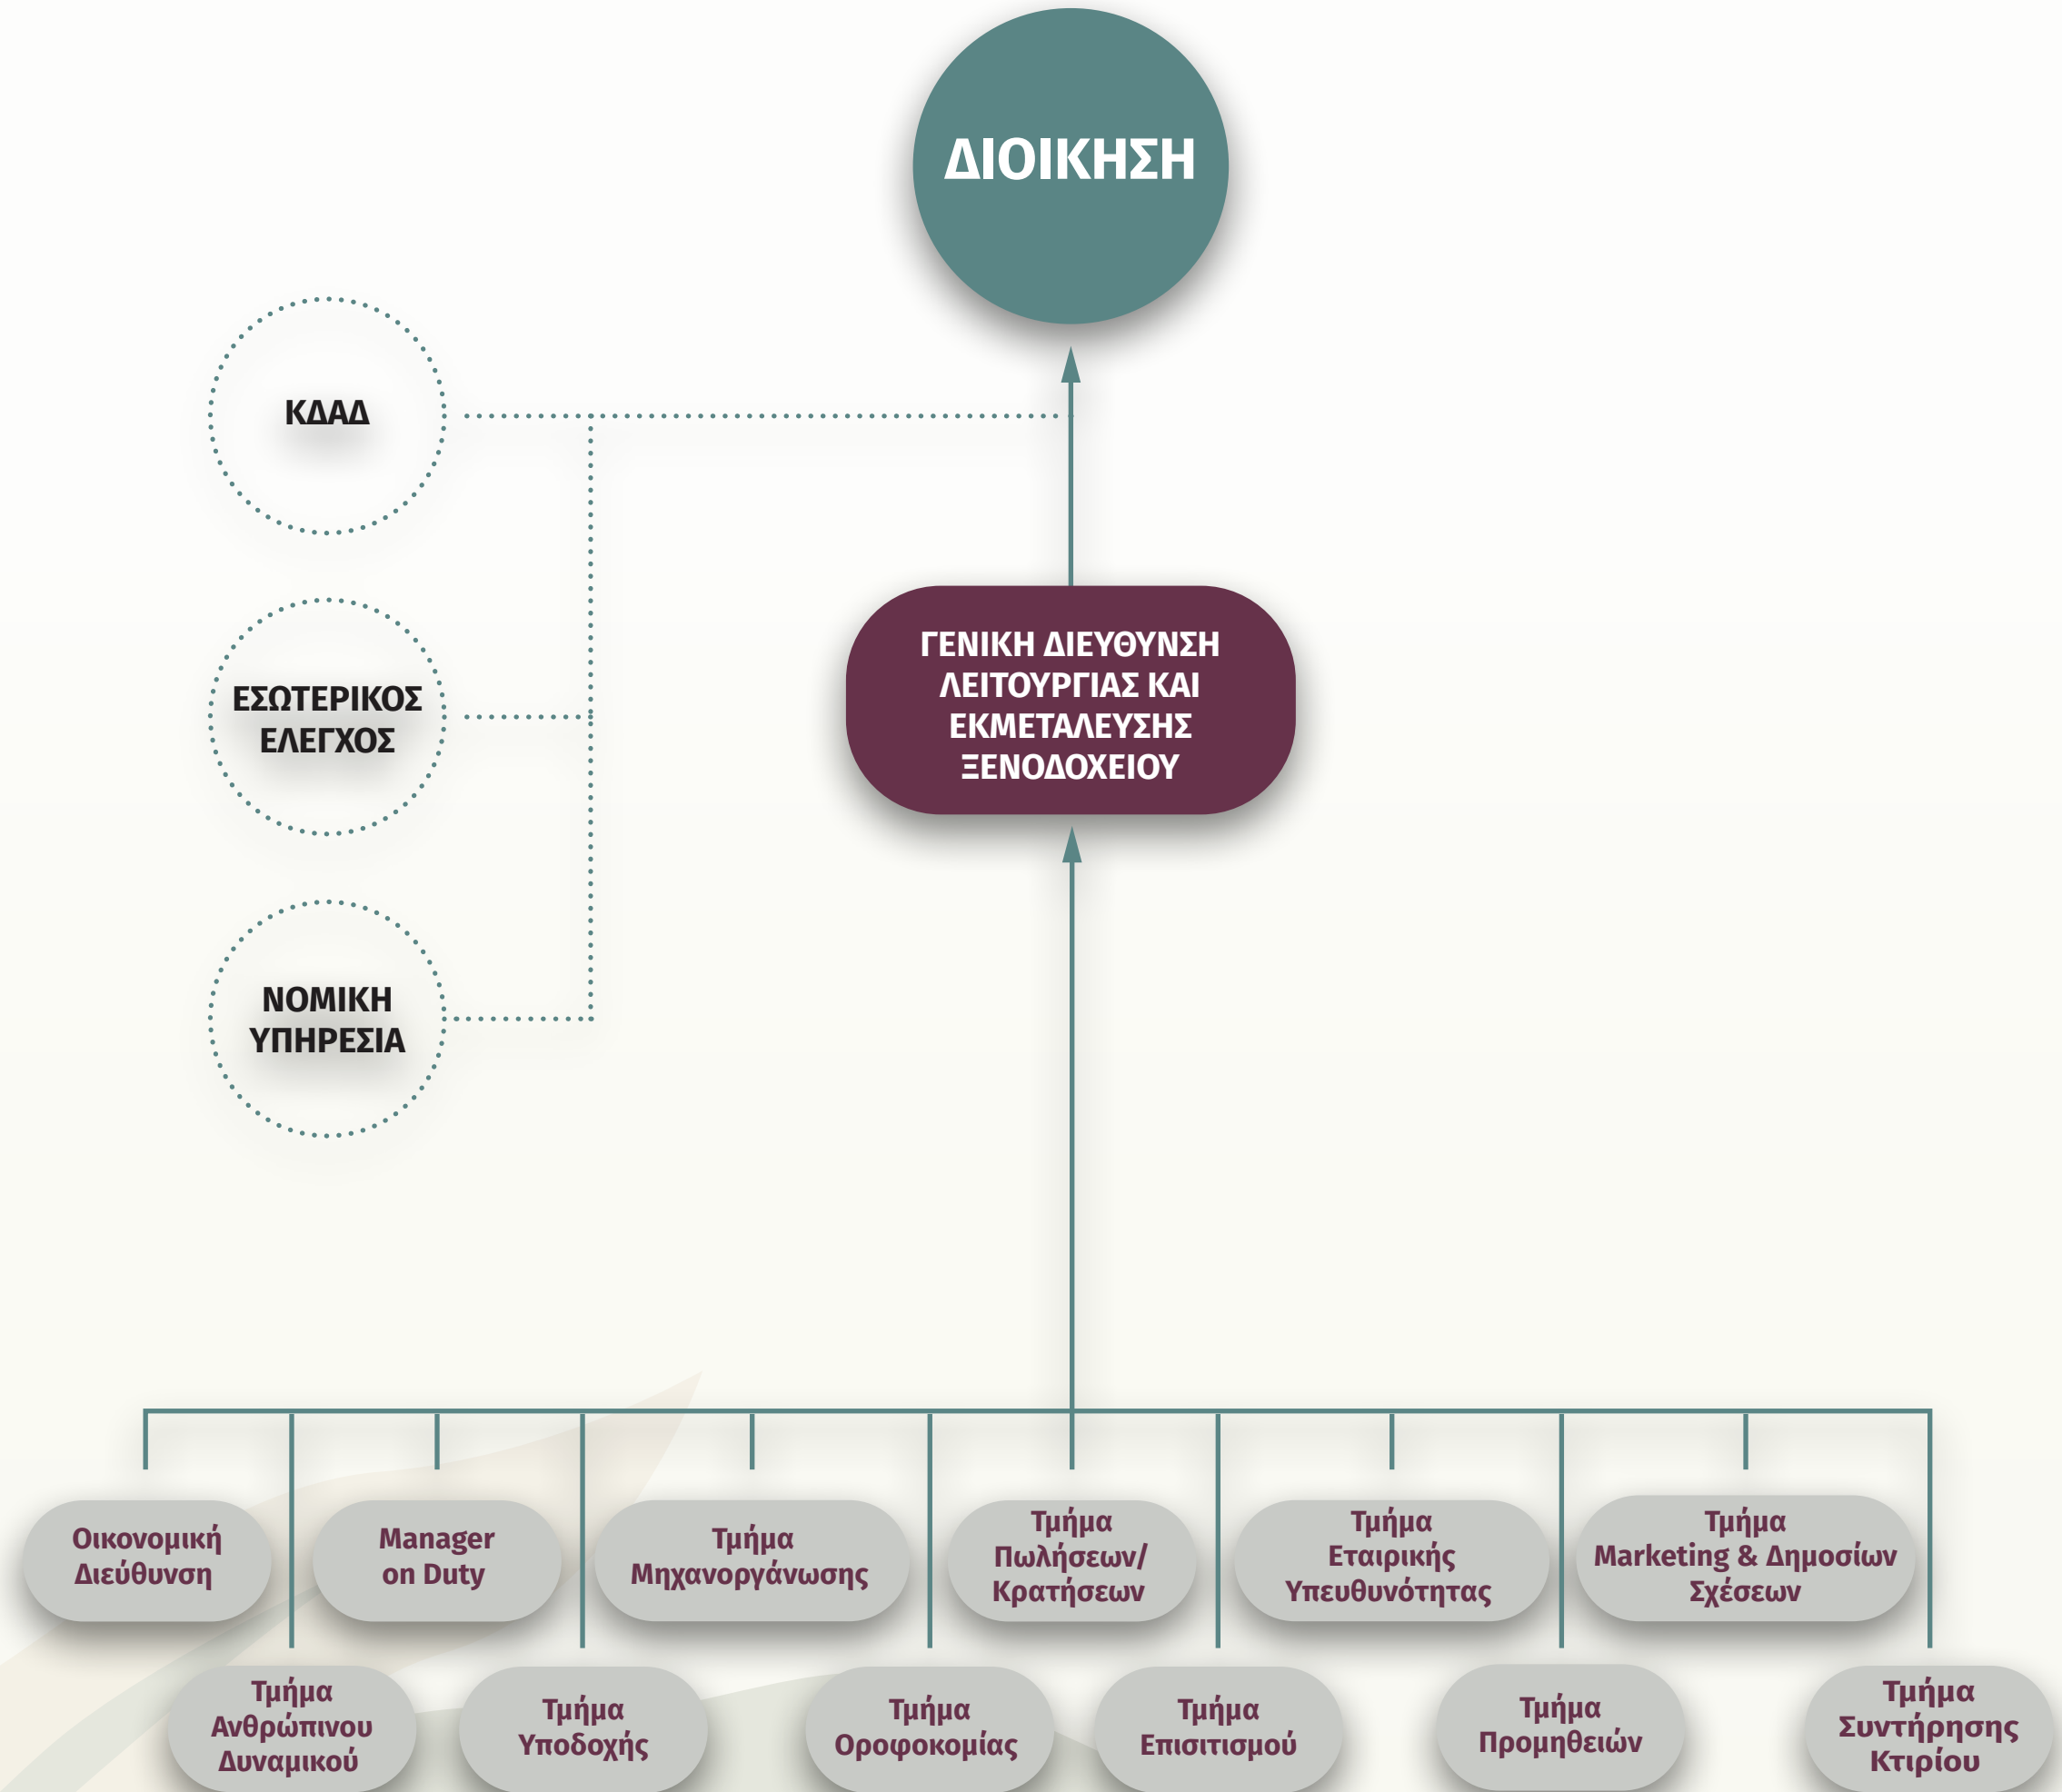 ΔΙΟΙΚΗΣΗ
ΚΔΑΔ
ΕΣΩΤΕΡΙΚΟΣ
ΕΛΕΓΧΟΣ
ΝΟΜΙΚΗ
ΥΠΗΡΕΣΙΑ
ΓΕΝΙΚΗ ΔΙΕΥΘΥΝΣΗ
ΛΕΙΤΟΥΡΓΙΑΣ ΚΑΙ
ΕΚΜΕΤΑΛΕΥΣΗΣ
ΞΕΝΟΔΟΧΕΙΟΥ
Οικονομική
Διεύθυνση
Manager
on Duty
Τμήμα
Μηχανοργάνωσης
Τμήμα
Πωλήσεων/
Κρατήσεων
Τμήμα
Εταιρικής
Υπευθυνότητας
Τμήμα
Marketing & Δημοσίων
Σχέσεων
Τμήμα
Ανθρώπινου
Δυναμικού
Τμήμα
Υποδοχής
Τμήμα
Οροφοκομίας
Τμήμα
Επισιτισμού
Τμήμα
Προμηθειών
Τμήμα
Συντήρησης
Κτιρίου